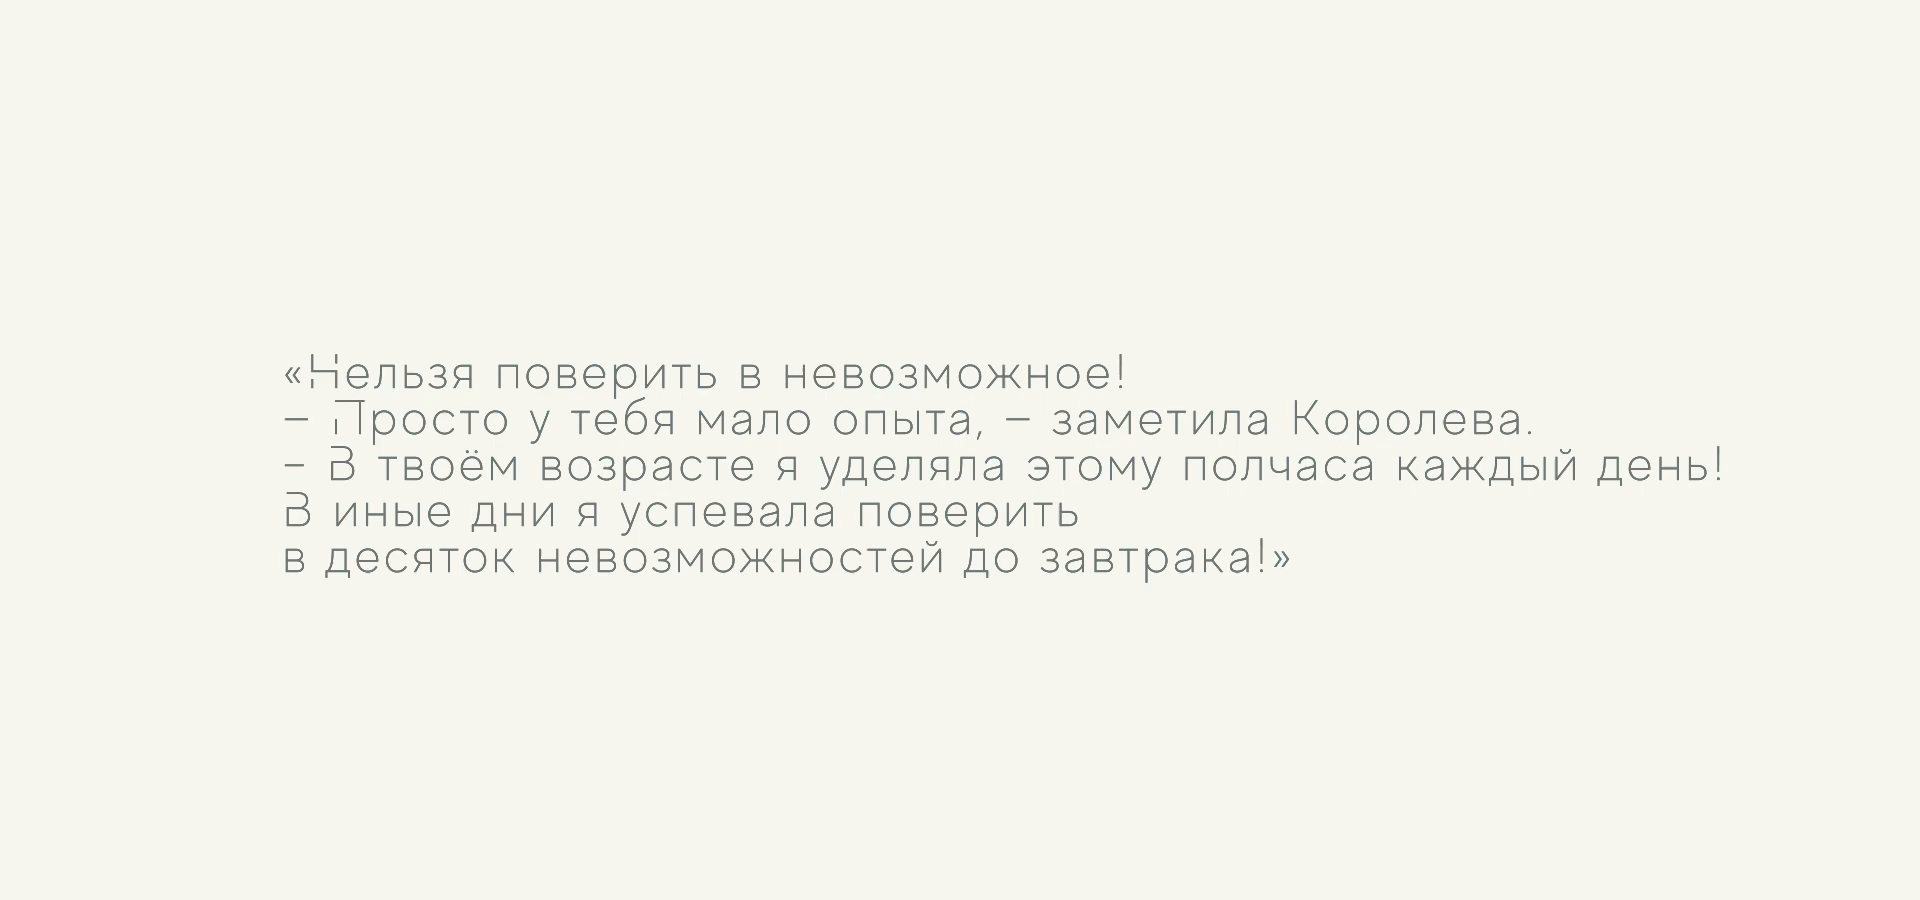 «Нельзя поверить в невозможное!
– Просто у тебя мало опыта, – заметила Королева.
– В твоём возрасте я уделяла этому полчаса каждый день!
В иные дни я успевала поверить
в десяток невозможностей до завтрака!»